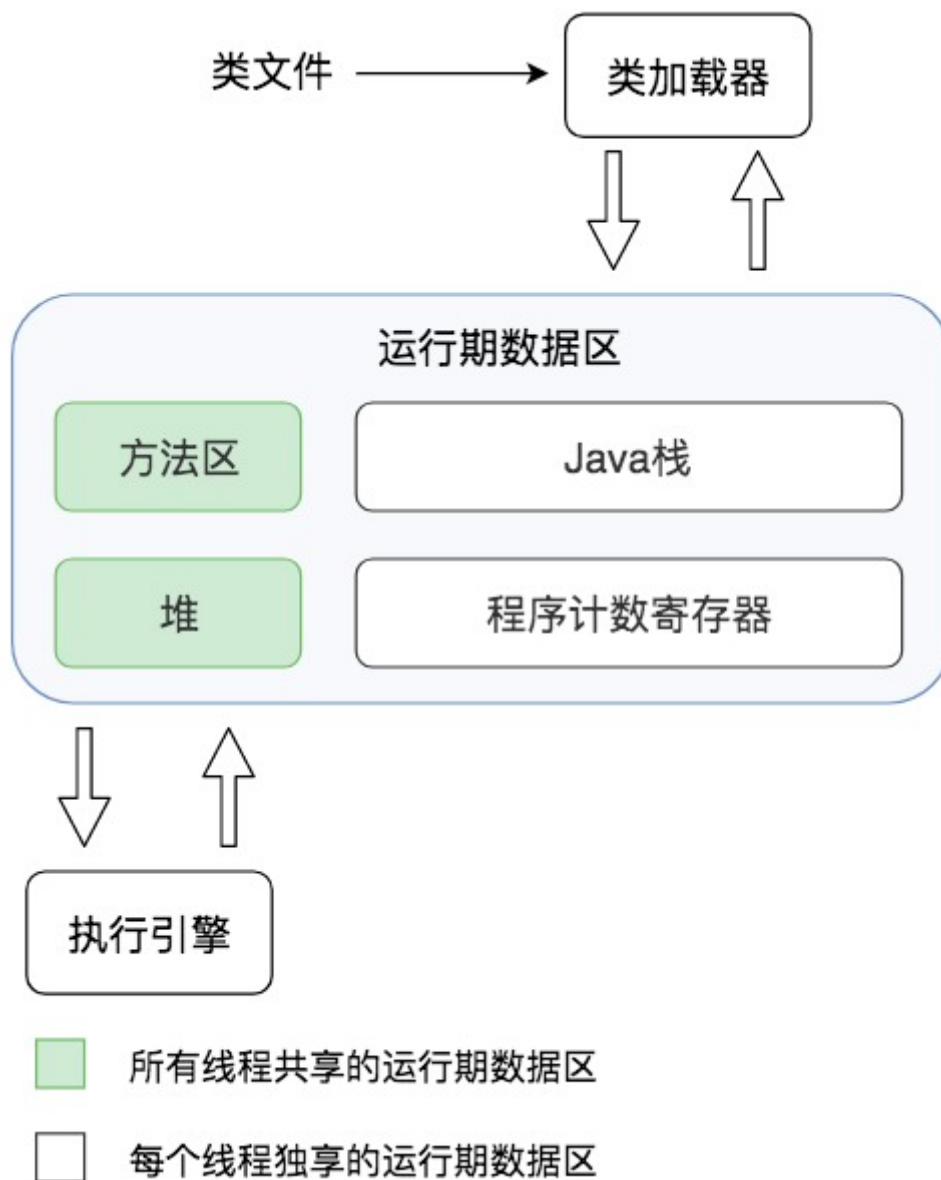 类文件
类加载器
运行期数据区
方法区
Java栈
堆
程序计数寄存器
执行引擎
所有线程共享的运行期数据区
每个线程独享的运行期数据区